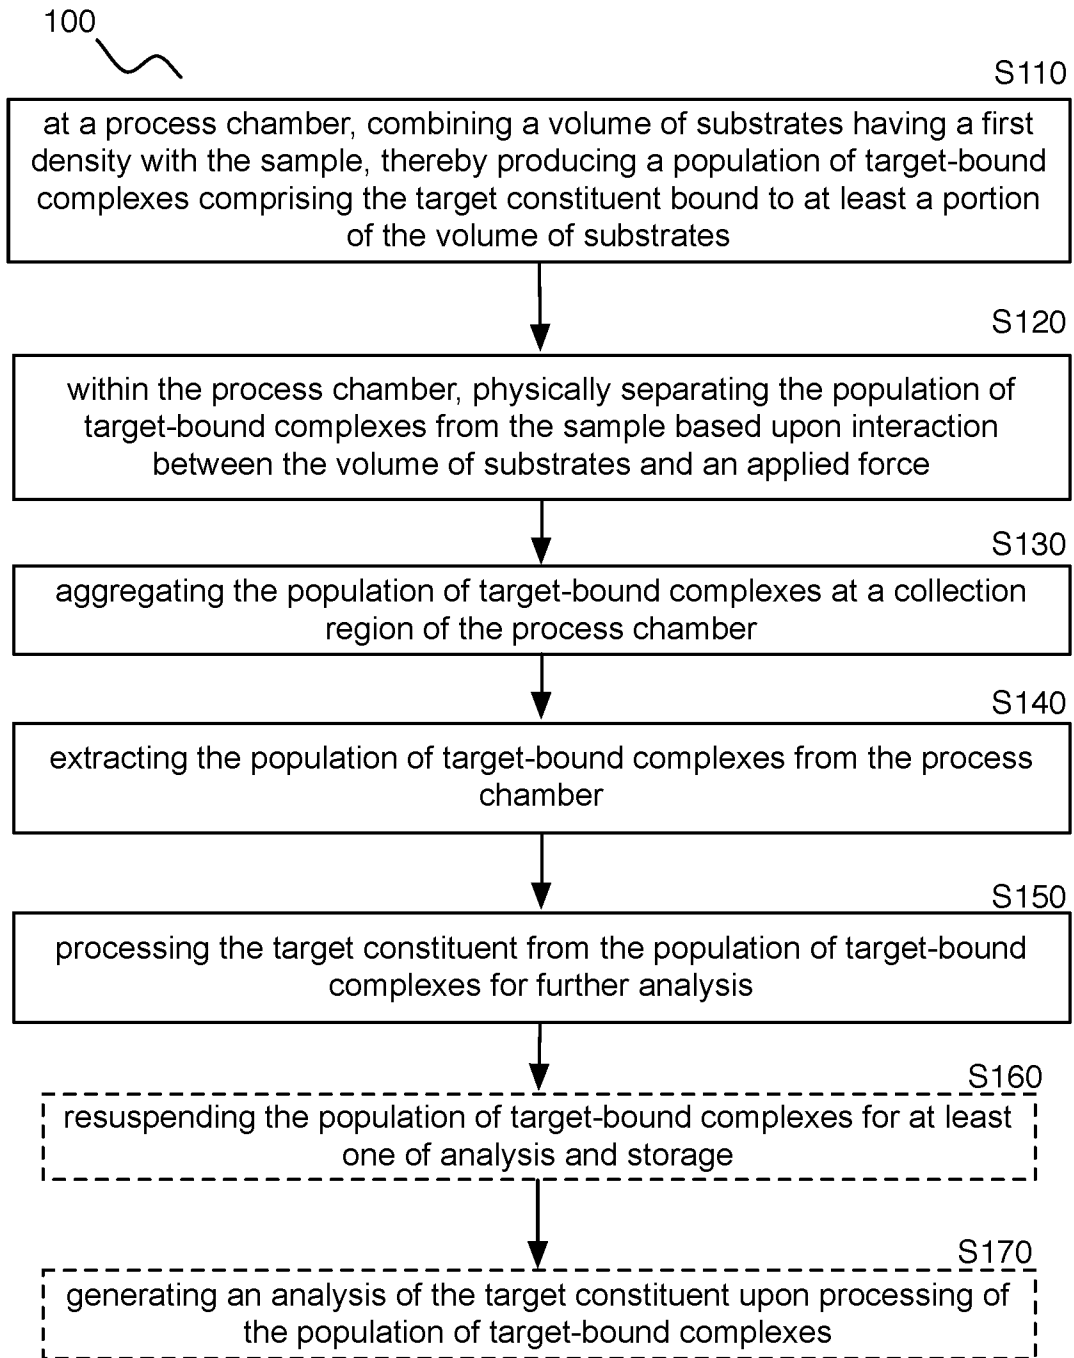 100
S110
at a process chamber, combining a volume of substrates having a first
density with the sample, thereby producing a population of target-bound
complexes comprising the target constituent bound to at least a portion
of the volume of substrates
S120
within the process chamber, physically separating the population of
target-bound complexes from the sample based upon interaction
between the volume of substrates and an applied force
S130
aggregating the population of target-bound complexes at a collection
region of the process chamber
S140
extracting the population of target-bound complexes from the process
chamber
S150
processing the target constituent from the population of target-bound
complexes for further analysis
S160
resuspending the population of target-bound complexes for at least
one of analysis and storage
S170
generating an analysis of the target constituent upon processing of
the population of target-bound complexes